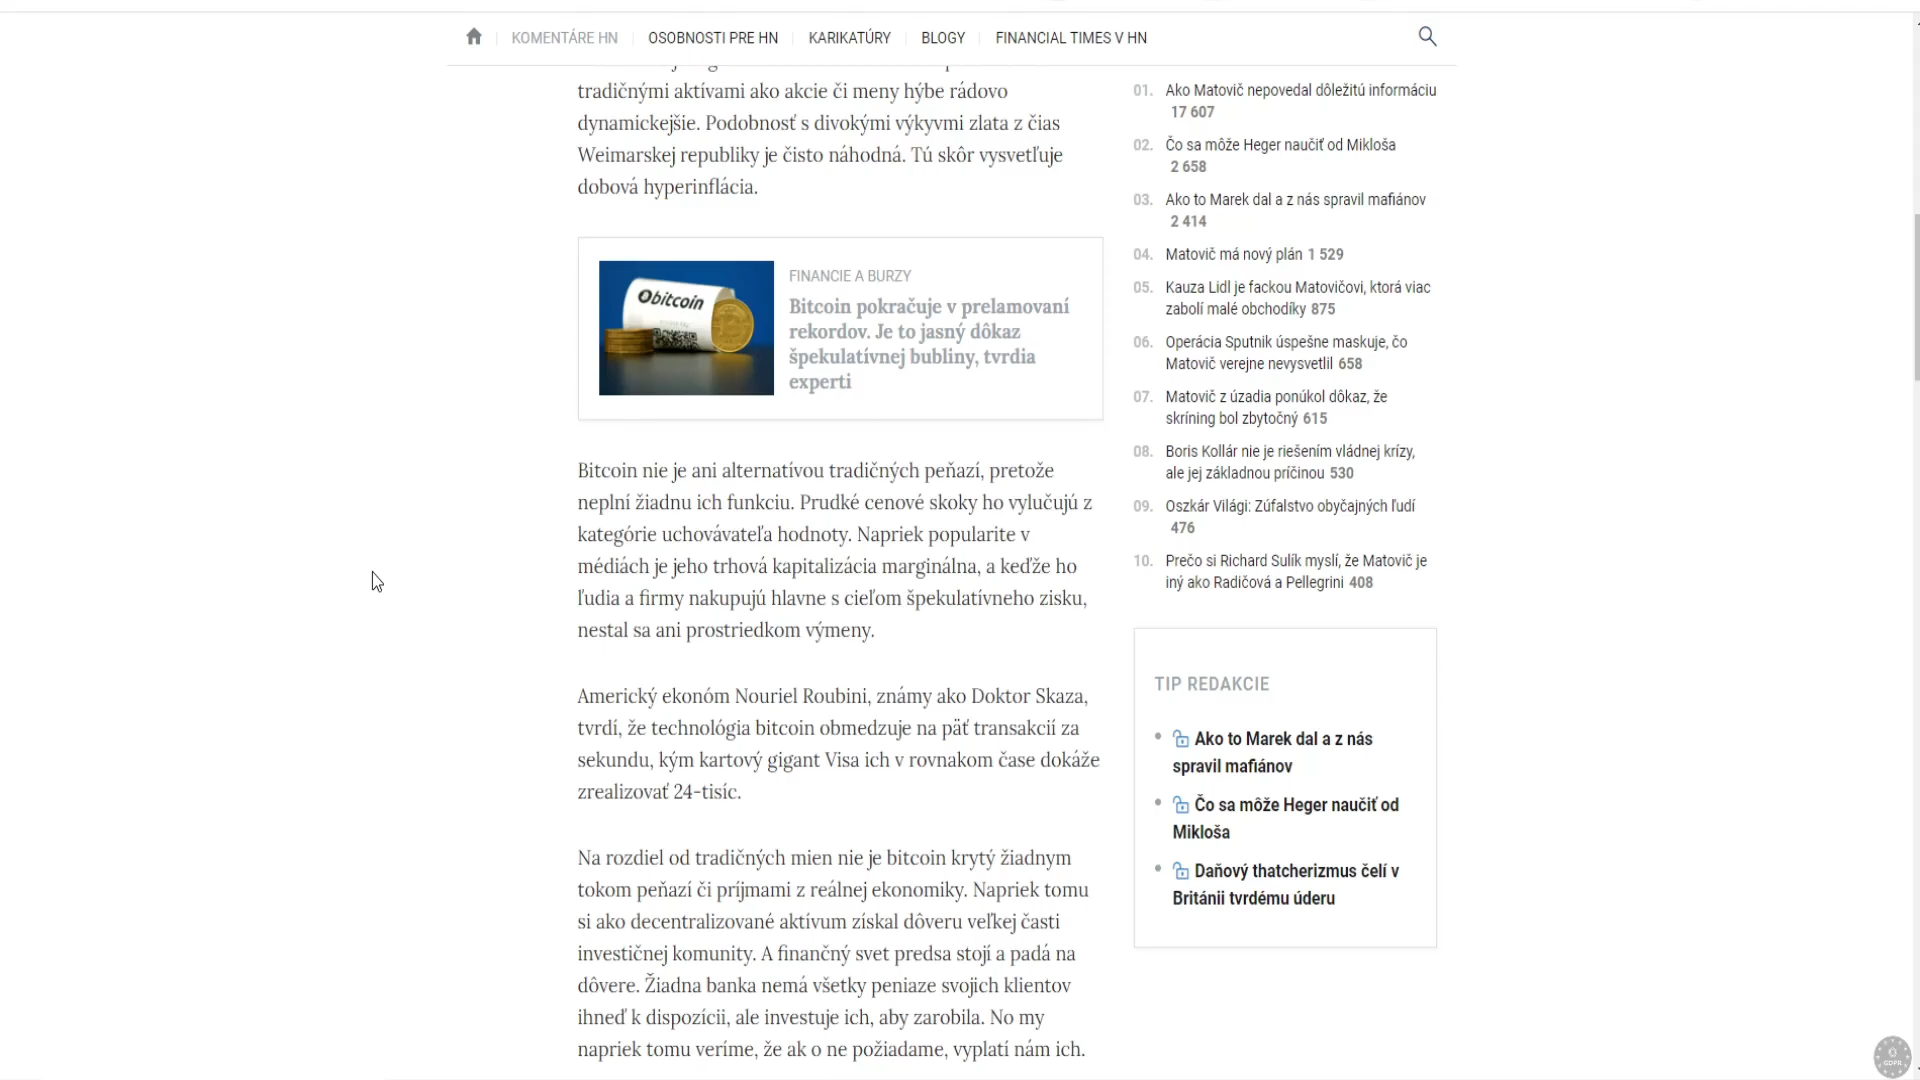 KOMENTÁRE HN
OSOBNOSTI PRE HN
KARIKATÚRY
BLOGY
FINANCIAL TIMES V HN
tradičnými aktívami ako akcie či meny hýbe rádovo
dynamickejšie. Podobnosť s divokými výkyvmi zlata z čias
Weimarskej republiky je čisto náhodná. Tú skôr vysvetľuje
dobová hyperinflácia.
bitcoin
FINANCIE A BURZY
Bitcoin pokračuje v prelamovaní
rekordov. Je to jasný dôkaz
špekulatívnej bubliny, tvrdia
experti
Bitcoin nie je ani alternatívou tradičných peňazí, pretože
neplní žiadnu ich funkciu. Prudké cenové skoky ho vylučujú z
kategórie uchovávateľa hodnoty. Napriek popularite v
médiách je jeho trhová kapitalizácia marginálna, a keďže ho
ľudia a firmy nakupujú hlavne s cieľom špekulatívneho zisku,
nestal sa ani prostriedkom výmeny.
Americký ekonóm Nouriel Roubini, známy ako Doktor Skaza,
tvrdí, že technológia bitcoin obmedzuje na päť transakcií za
sekundu, kým kartový gigant Visa ich v rovnakom čase dokáže
zrealizovať 24-tisíc.
Na rozdiel od tradičných mien nie je bitcoin krytý žiadnym
tokom peňazí či príjmami z reálnej ekonomiky. Napriek tomu
si ako decentralizované aktívum získal dôveru veľkej časti
investičnej komunity. A finančný svet predsa stojí a padá na
dôvere. Žiadna banka nemá všetky peniaze svojich klientov
ihneď k dispozícii, ale investuje ich, aby zarobila. No my
napriek tomu veríme, že ak o ne požiadame, vyplatí nám ich.
01. Ako Matovič nepovedal dôležitú informáciu
17 607
02. Čo sa môže Heger naučiť od Mikloša
2 658
03. Ako to Marek dal a z nás spravil mafiánov
2 414
04. Matovič má nový plán 1 529
05. Kauza Lidl je fackou Matovičovi, ktorá viac
zabolí malé obchodíky 875
06. Operácia Sputnik úspešne maskuje, čo
Matovič verejne nevysvetlil 658
07. Matovič z úzadia ponúkol dôkaz, že
skríning bol zbytočný 615
08. Boris Kollár nie je riešením vládnej krízy,
ale jej základnou príčinou 530
09. Oszkár Világi: Zúfalstvo obyčajných ľudí
476
10. Prečo si Richard Sulík myslí, že Matovič je
iný ako Radičová a Pellegrini 408
TIP REDAKCIE
Ako to Marek dal a z nás
spravil mafiánov
Čo sa môže Heger naučiť od
Mikloša
Daňový thatcherizmus čelí v
Británii tvrdému úderu
GDPR